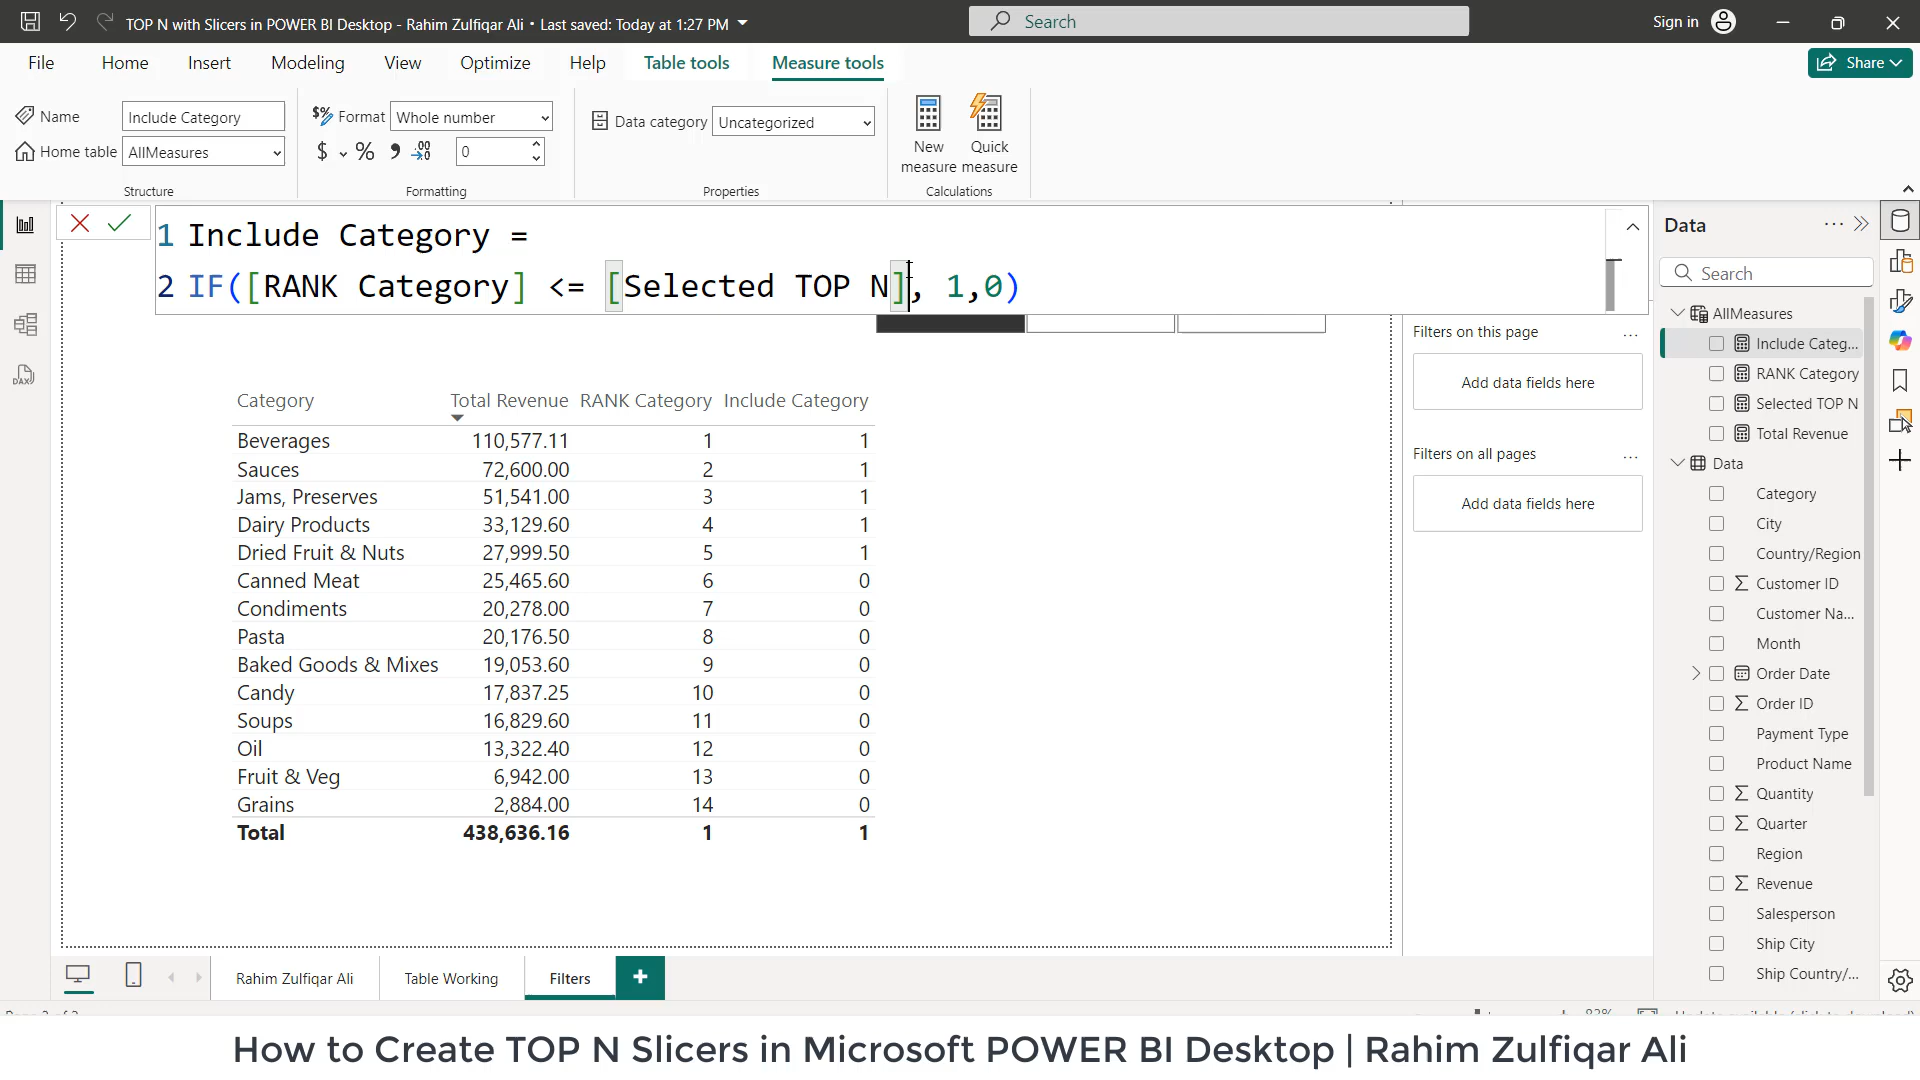 TOP N with Slicers in POWER BI Desktop - Rahim Zulfiqar Ali • Last saved: Today at 1:27 PM
Search
Sign in
File Home Insert Modeling View Optimize Help Table tools Measure tools
Share
Name Include Category
Home table AllMeasures
Structure
$% Format Whole number
$ % 0
Formatting
Data category Uncategorized
Properties
New measure
Quick measure
Calculations
1 Include Category =
2 IF([RANK Category] <= [Selected TOP N], 1,0)
Category Total Revenue RANK Category Include Category
Beverages 110,577.11 1 1
Sauces 72,600.00 2 1
Jams, Preserves 51,541.00 3 1
Dairy Products 33,129.60 4 1
Dried Fruit & Nuts 27,999.50 5 1
Canned Meat 25,465.60 6 0
Condiments 20,278.00 7 0
Pasta 20,176.50 8 0
Baked Goods & Mixes 19,053.60 9 0
Candy 17,837.25 10 0
Soups 16,829.60 11 0
Oil 13,322.40 12 0
Fruit & Veg 6,942.00 13 0
Grains 2,884.00 14 0
Total 438,636.16 1 1
Filters on this page ...
Add data fields here
Filters on all pages ...
Add data fields here
Data ...
Search
AllMeasures
Include Categ...
RANK Category
Selected TOP N
Total Revenue
Data
Category
City
Country/Region
Customer ID
Customer Na...
Month
Order Date
Order ID
Payment Type
Product Name
Quantity
Quarter
Region
Revenue
Salesperson
Ship City
Ship Country/...
DAX
Rahim Zulfiqar Ali Table Working Filters +
How to Create TOP N Slicers in Microsoft POWER BI Desktop | Rahim Zulfiqar Ali